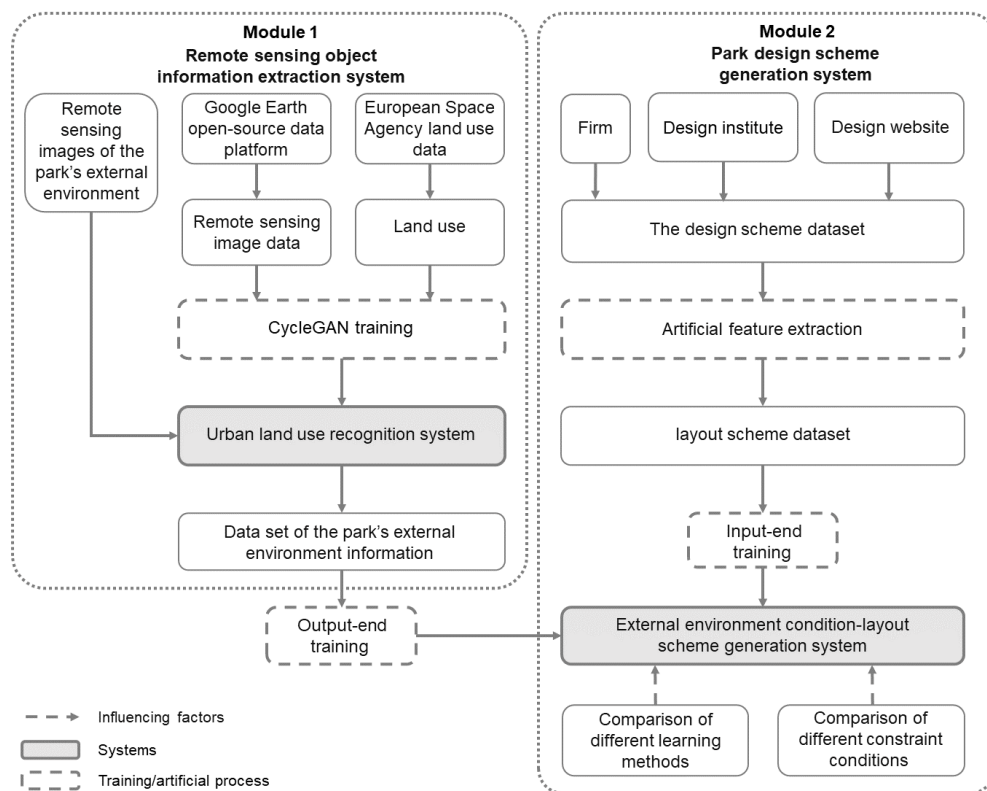 Module 1
Remote sensing object
information extraction system
Remote
sensing
images of the
park's external
environment
Google Earth
open-source data
platform
European Space
Agency land use
data
Remote sensing
image data
Land use
CycleGAN training
Urban land use recognition system
Data set of the park's external
environment information
Output-end
training
Module 2
Park design scheme
generation system
Firm
Design institute
Design website
The design scheme dataset
Artificial feature extraction
layout scheme dataset
Input-end
training
External environment condition-layout
scheme generation system
Comparison of
different learning
methods
Comparison of
different constraint
conditions
Influencing factors
Systems
Training/artificial process